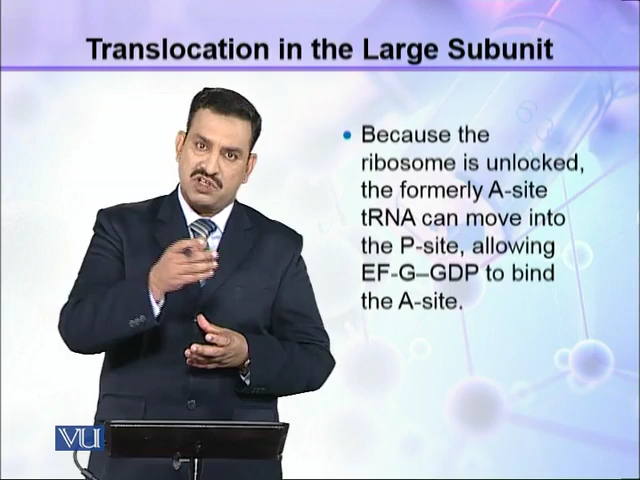 Translocation in the Large Subunit
Because the
ribosome is unlocked,
the formerly A-site
tRNA can move into
the P-site, allowing
EF-G–GDP to bind
the A-site.
VU